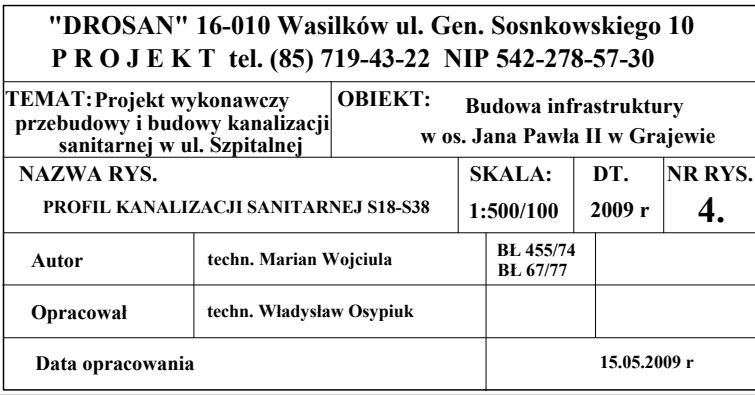 "DROSAN" 16-010 Wasilków ul. Gen. Sosnkowskiego 10
P R O J E K T tel. (85) 719-43-22 NIP 542-278-57-30
TEMAT: Projekt wykonawczy
przebudowy i budowy kanalizacji
sanitarnej w ul. Szpitalnej
OBIEKT: Budowa infrastruktury
w os. Jana Pawła II w Grajewie
NAZWA RYS.
PROFIL KANALIZACJI SANITARNEJ S18-S38
SKALA:
1:500/100
DT.
2009 r
NR RYS.
4.
Autor
techn. Marian Wojciula
BŁ 455/74
BŁ 67/77
Opracował
techn. Władysław Osypiuk
Data opracowania
15.05.2009 r